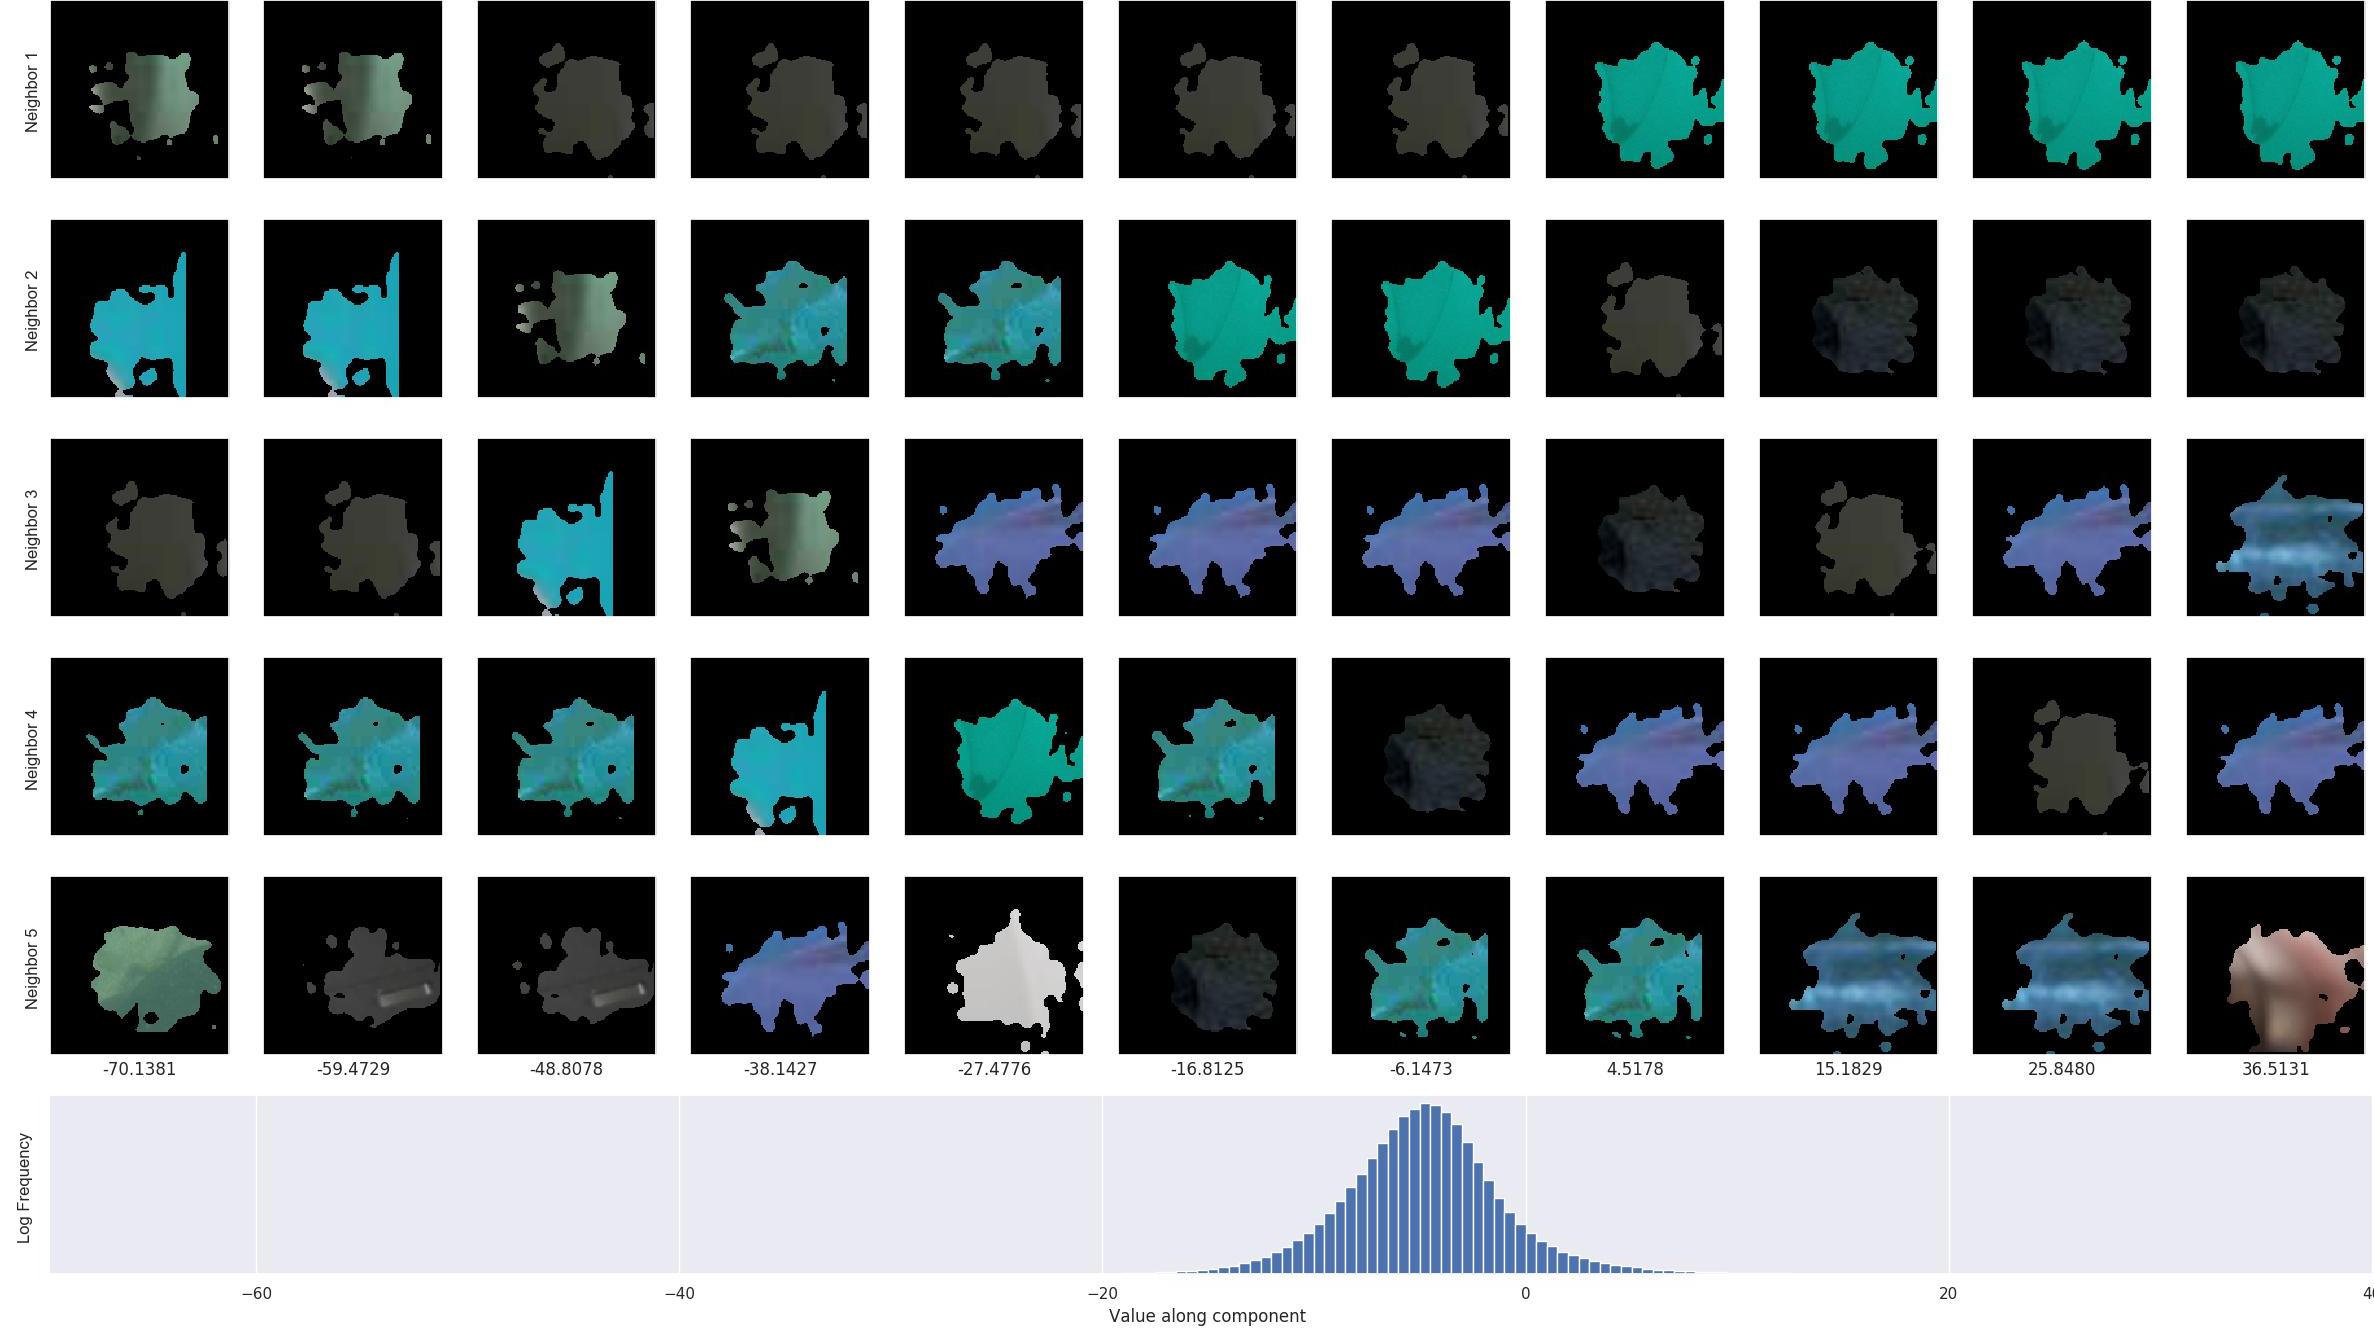 Neighbor 1
Neighbor 2
Neighbor 3
Neighbor 4
Neighbor 5
-70.1381 -59.4729 -48.8078 -38.1427 -27.4776 -16.8125 -6.1473 4.5178 15.1829 25.8480 36.5131
Log Frequency
−60 −40 −20 0 20
Value along component